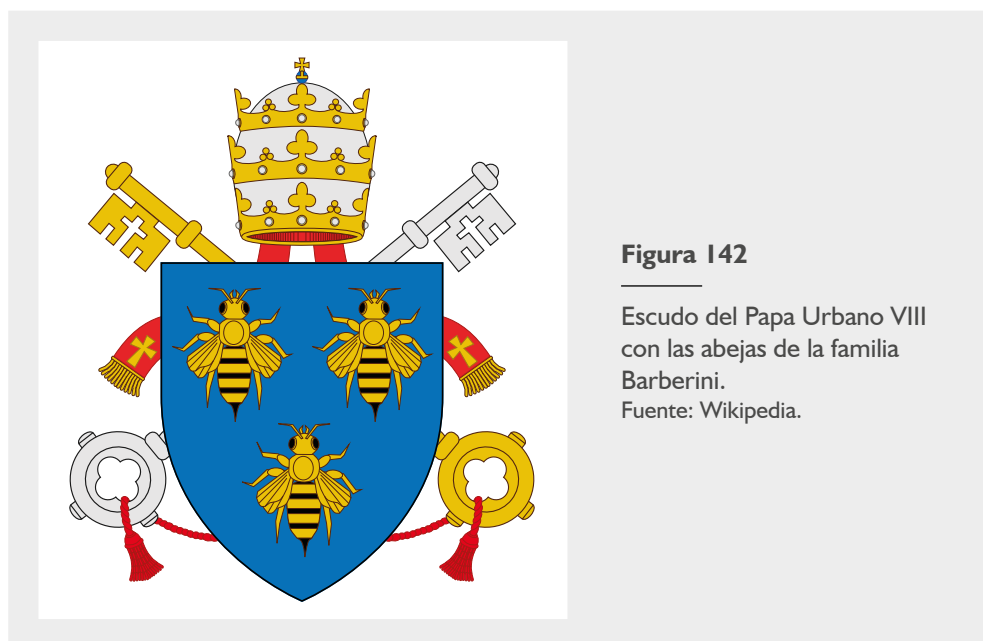 Figura 142
Escudo del Papa Urbano VIII
con las abejas de la familia
Barberini.
Fuente: Wikipedia.